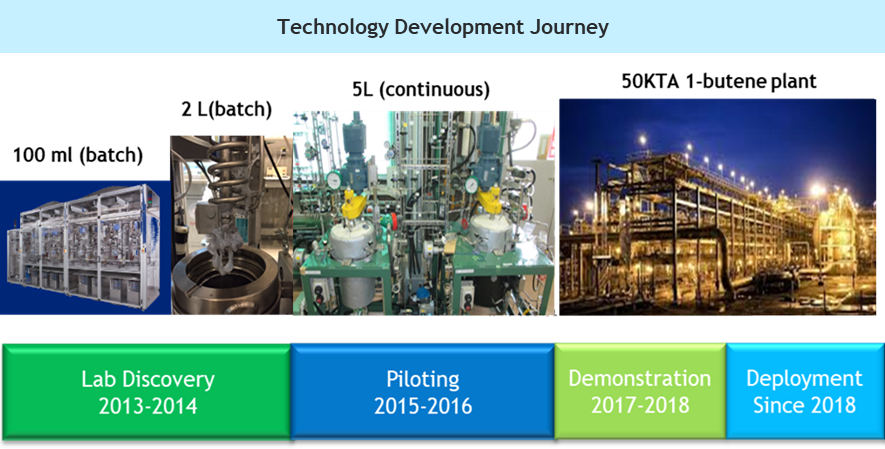 Technology Development Journey
100 ml (batch)
2 L(batch)
5L (continuous)
50KTA 1-butene plant
Lab Discovery
2013-2014
Piloting
2015-2016
Demonstration
2017-2018
Deployment
Since 2018